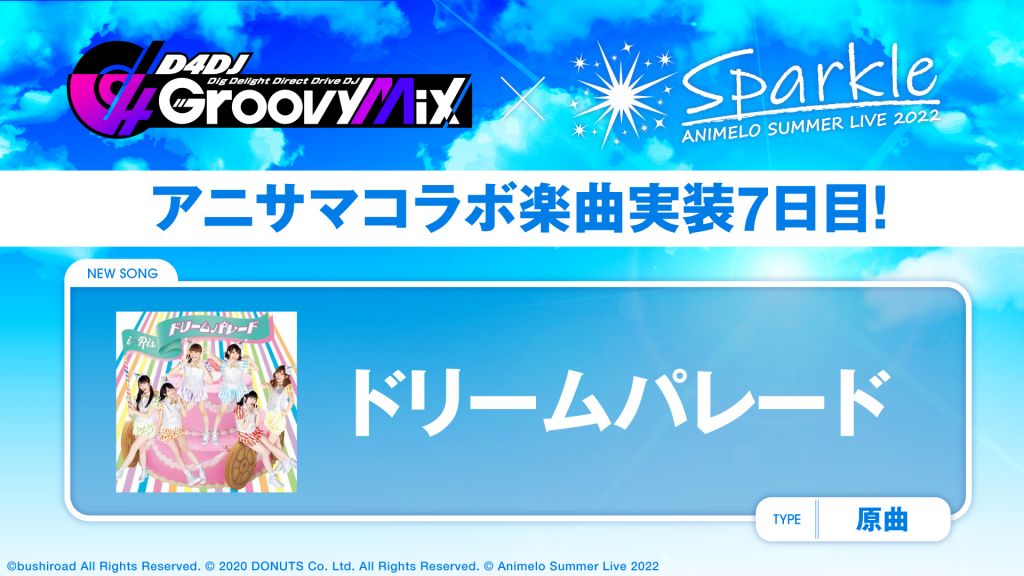 D4DJ
Dig Delight Direct Drive DJ
GroovyMix
×
Sparkle
ANIMELO SUMMER LIVE 2022
アニサマコラボ楽曲実装7日目!
NEW SONG
i☆Ris
ドリームパレード
ドリームパレード
TYPE
原曲
©bushiroad All Rights Reserved. © 2020 DONUTS Co. Ltd. All Rights Reserved. © Animelo Summer Live 2022